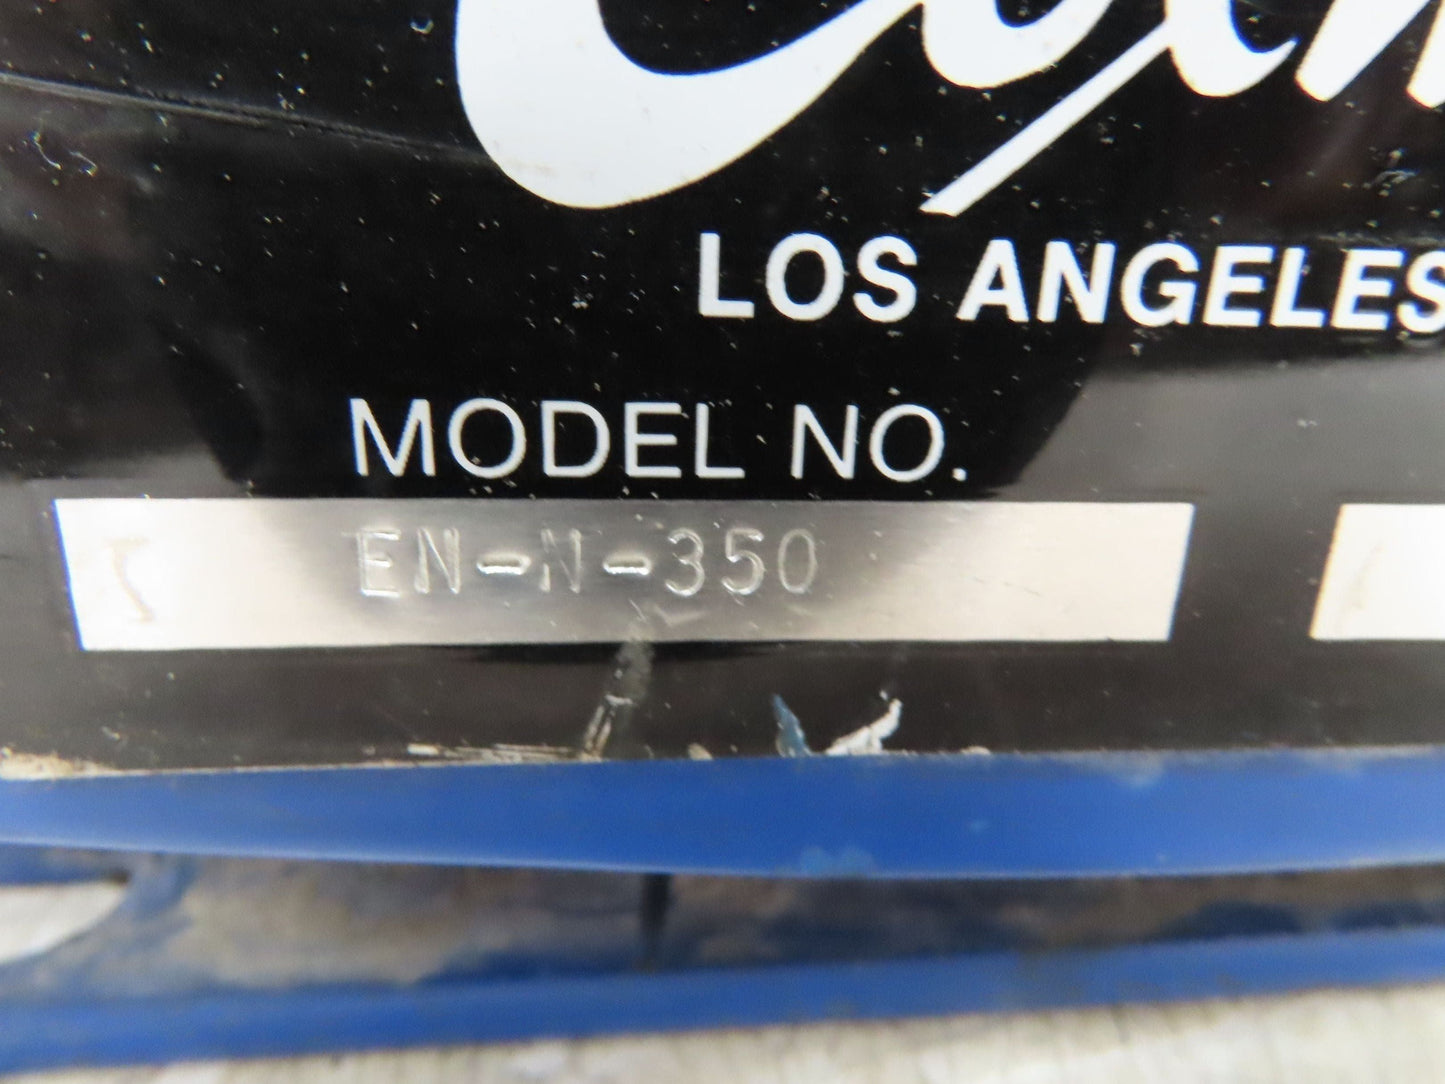 LOS ANGELES
MODEL NO.
EN-N-350